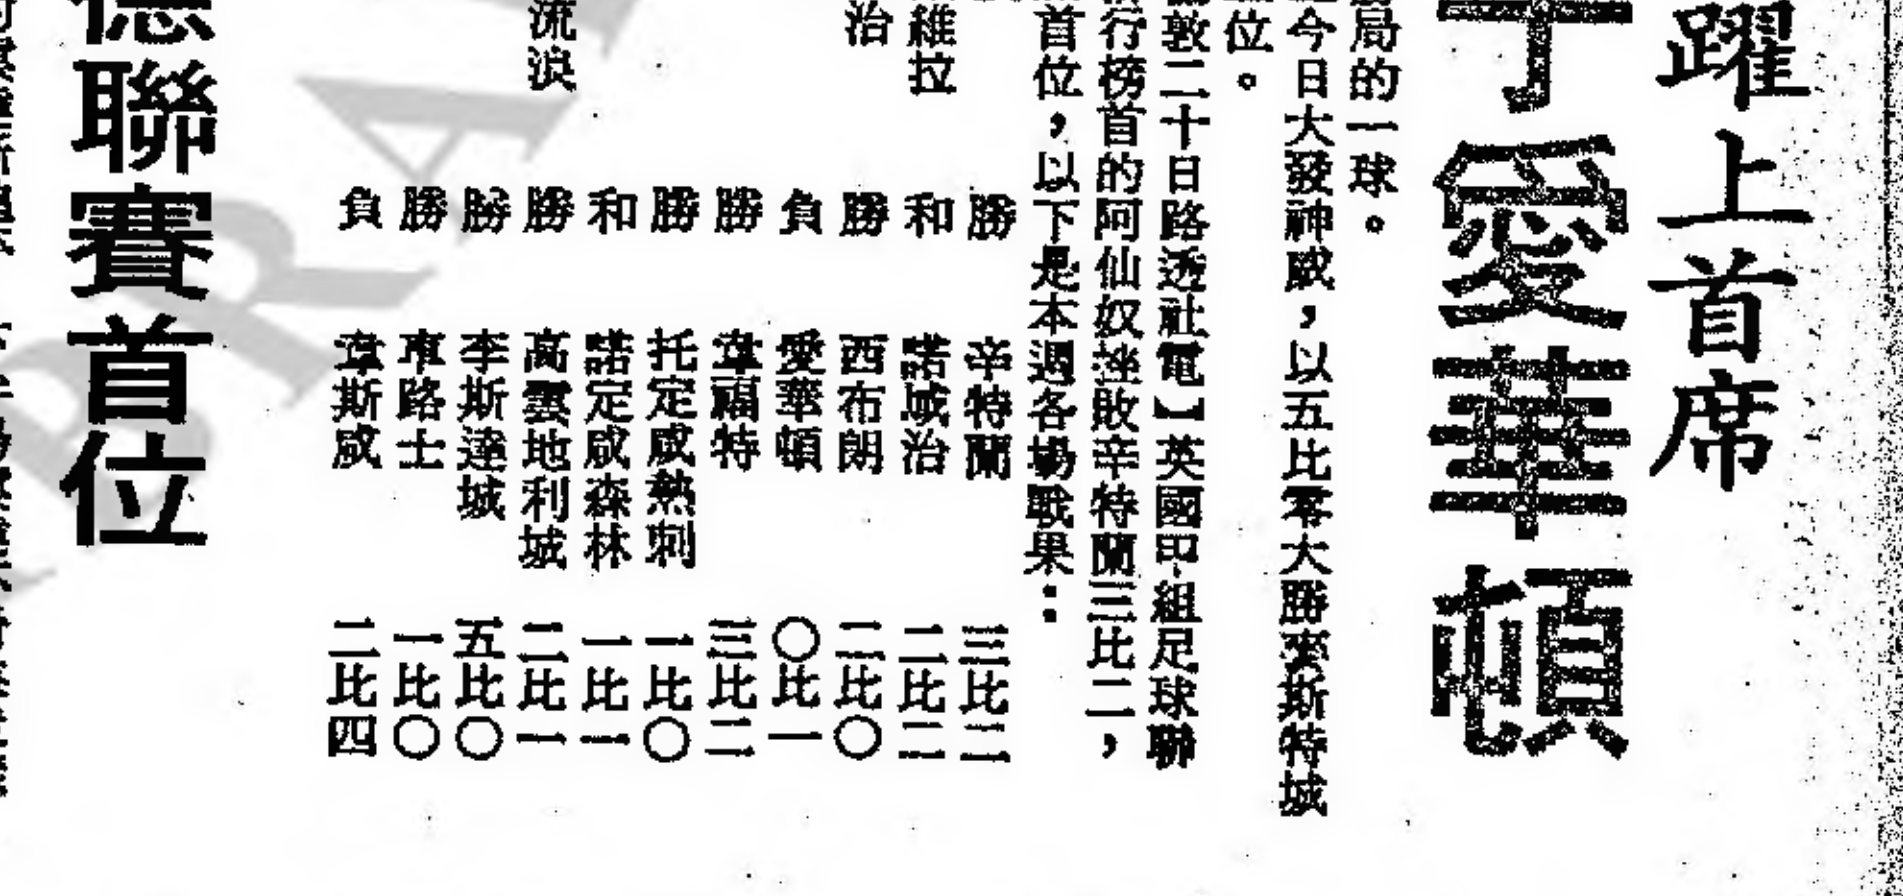 躍上首席
愛華頓
局的一球。
今日大發神威，以五比零大勝李斯特城
位。
敦二十日路透社電】英國甲組足球聯
行榜首的阿仙奴挫敗辛特蘭三比二，
首位，以下是本週各場戰果：
勝 辛特蘭 三比二
維拉 和 諾域治 二比二
治 勝 西布朗 二比〇
負 愛華頓 〇比一
勝 韋福特 三比二
勝 托定咸熱刺 一比〇
和 諾定咸森林 一比一
流浪 勝 高雲地利城 二比一
勝 李斯達城 五比〇
勝 車路士 一比〇
負 韋斯咸 二比四
聯賽首位